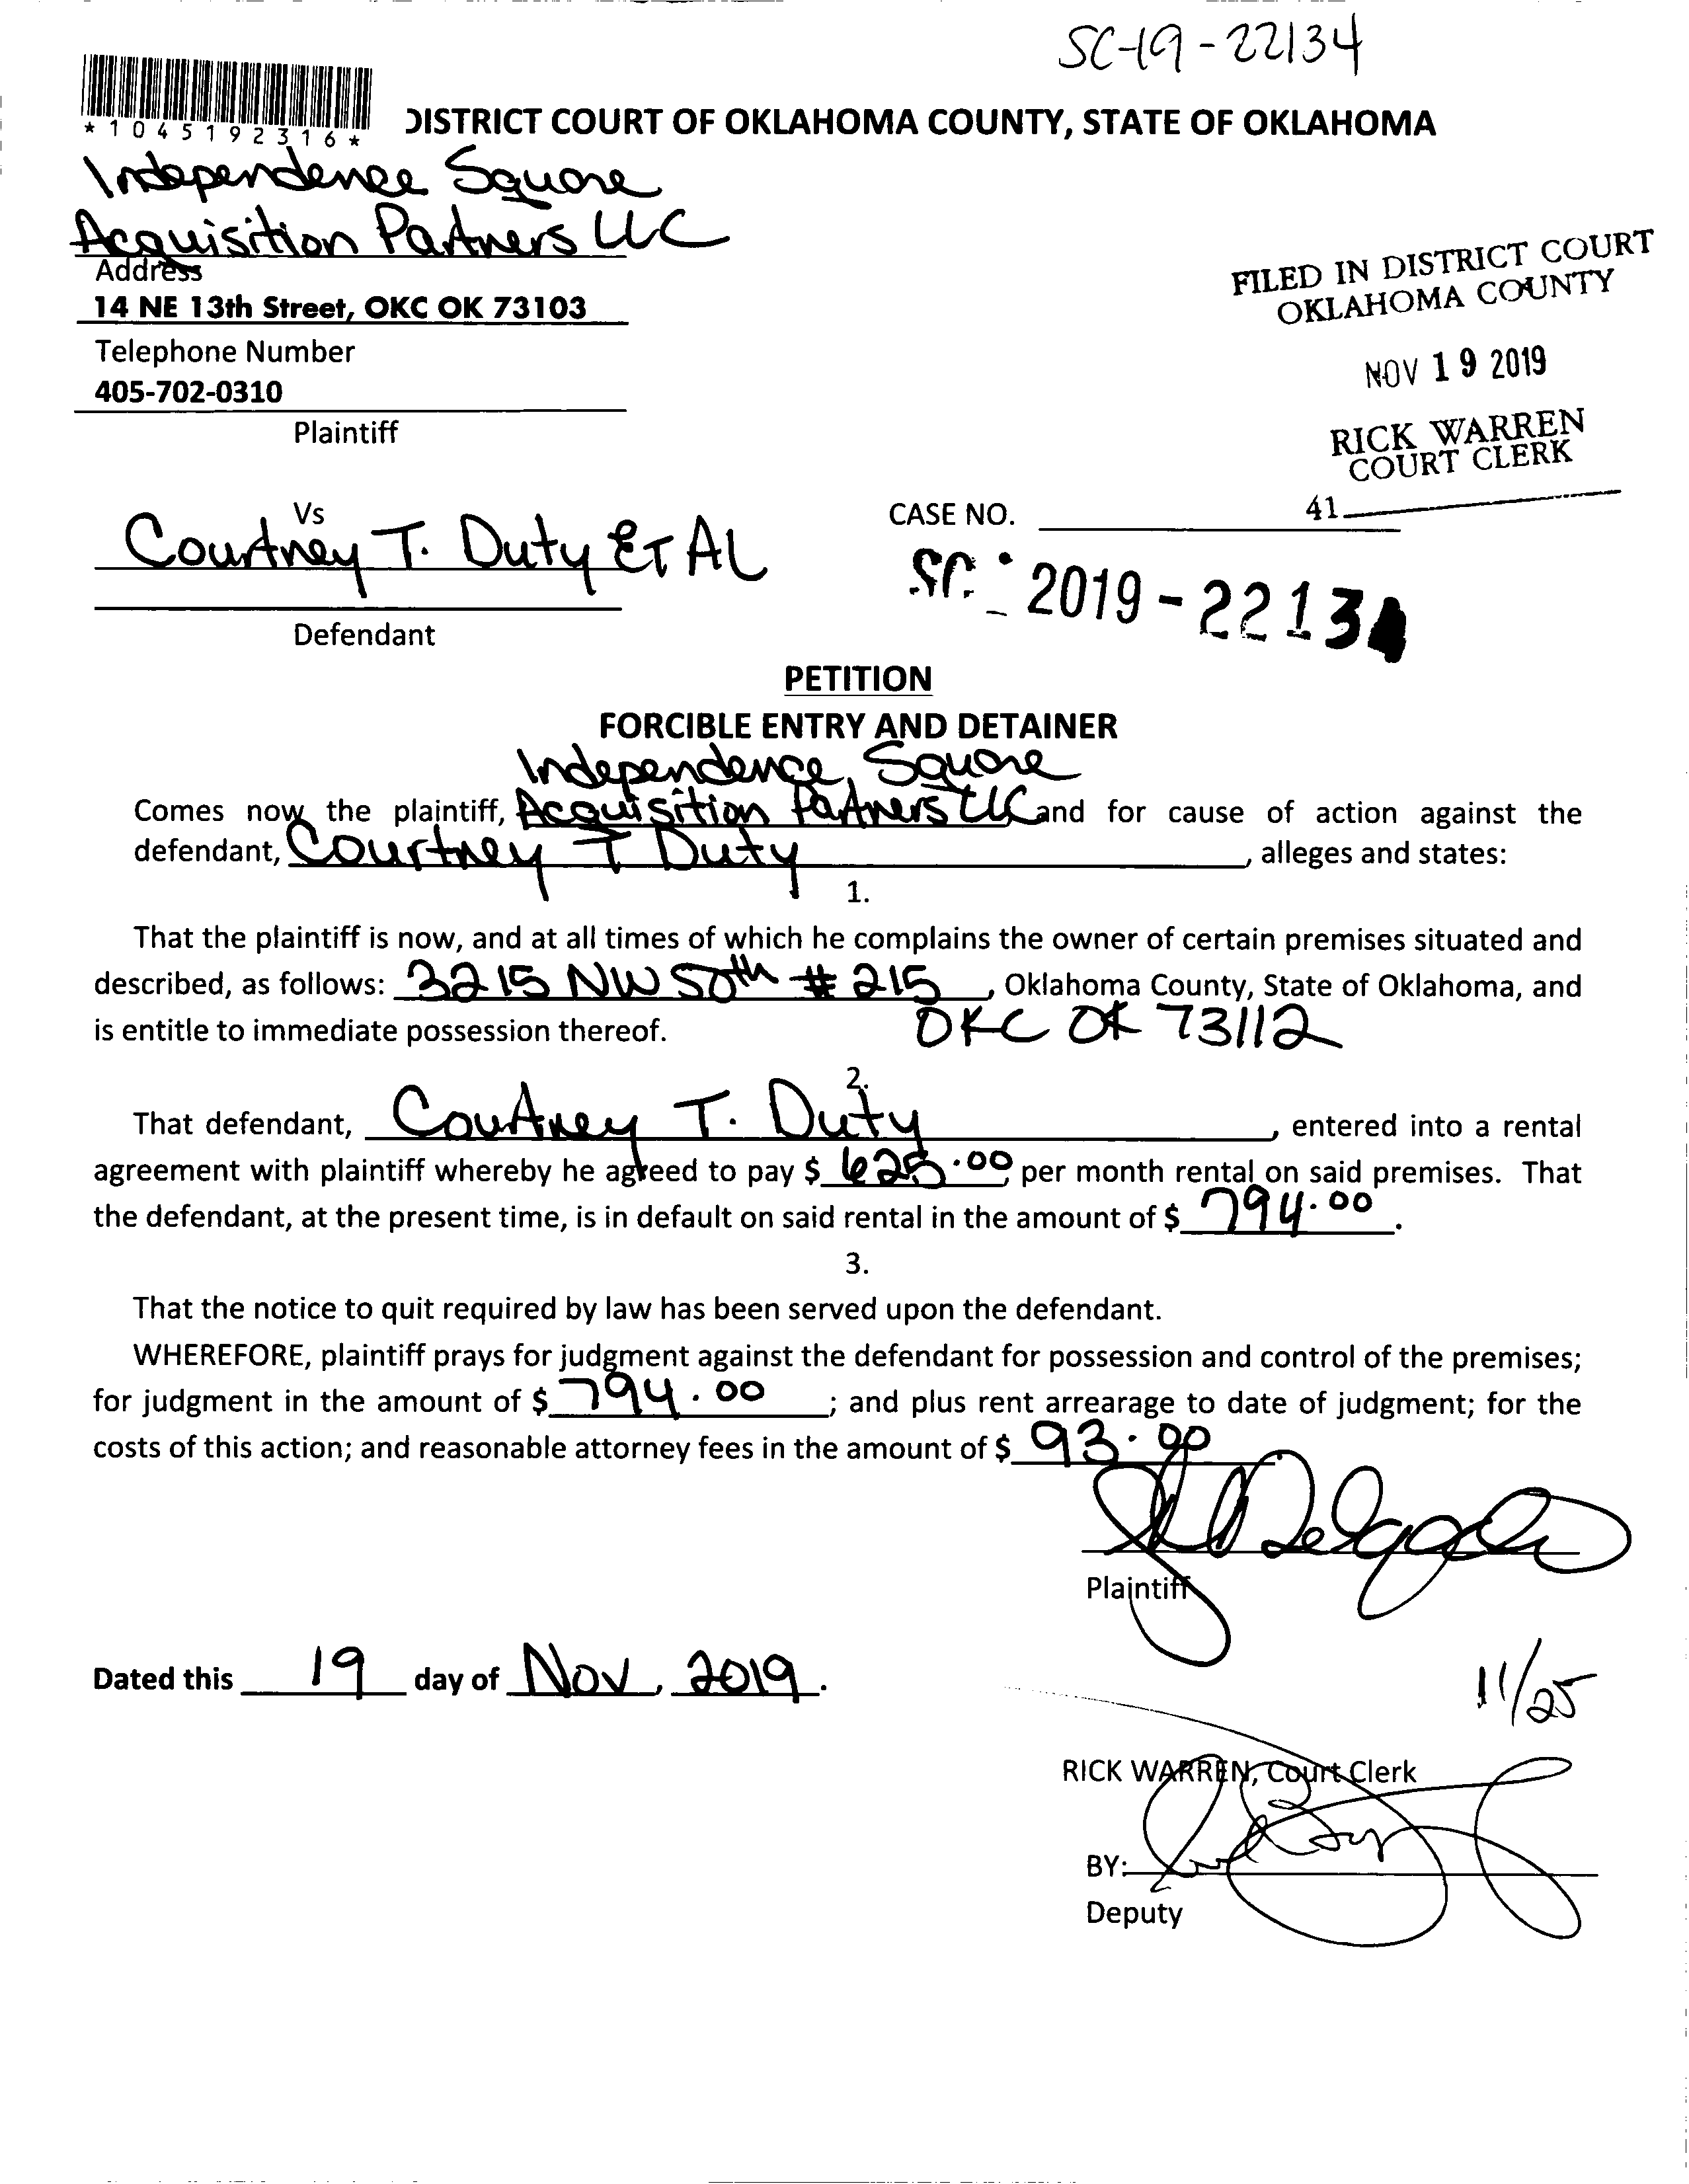 SC-19-22134
*1045192316*
DISTRICT COURT OF OKLAHOMA COUNTY, STATE OF OKLAHOMA
Independence Square
Acquisition Partners LLC
Address
14 NE 13th Street, OKC OK 73103
Telephone Number
405-702-0310
Plaintiff
FILED IN DISTRICT COURT
OKLAHOMA COUNTY
NOV 19 2019
RICK WARREN
COURT CLERK
41
Vs
Courtney T. Duty ET AL
Defendant
CASE NO.
SC - 2019-22134
PETITION
FORCIBLE ENTRY AND DETAINER
Independence Square
Comes now the plaintiff, Acquisition Partners LLC and for cause of action against the
defendant, Courtney T Duty, alleges and states:
1.
That the plaintiff is now, and at all times of which he complains the owner of certain premises situated and
described, as follows: 3215 NW 50th # 215, Oklahoma County, State of Oklahoma, and
is entitle to immediate possession thereof. OKC OK 73112
2.
That defendant, Courtney T. Duty, entered into a rental
agreement with plaintiff whereby he agreed to pay $ 625.00 per month rental on said premises. That
the defendant, at the present time, is in default on said rental in the amount of $ 794.00.
3.
That the notice to quit required by law has been served upon the defendant.
WHEREFORE, plaintiff prays for judgment against the defendant for possession and control of the premises;
for judgment in the amount of $ 794.00; and plus rent arrearage to date of judgment; for the
costs of this action; and reasonable attorney fees in the amount of $ 93.00
Plaintiff
Dated this 19 day of Nov, 2019.
11/25
RICK WARREN, Court Clerk
BY:
Deputy